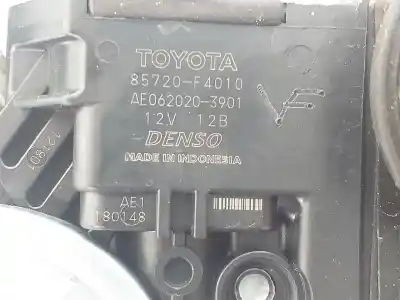 TOYOTA
85720-F4010
AE062020-3901
12V 12B
DENSO
MADE IN INDONESIA
AE1
180148